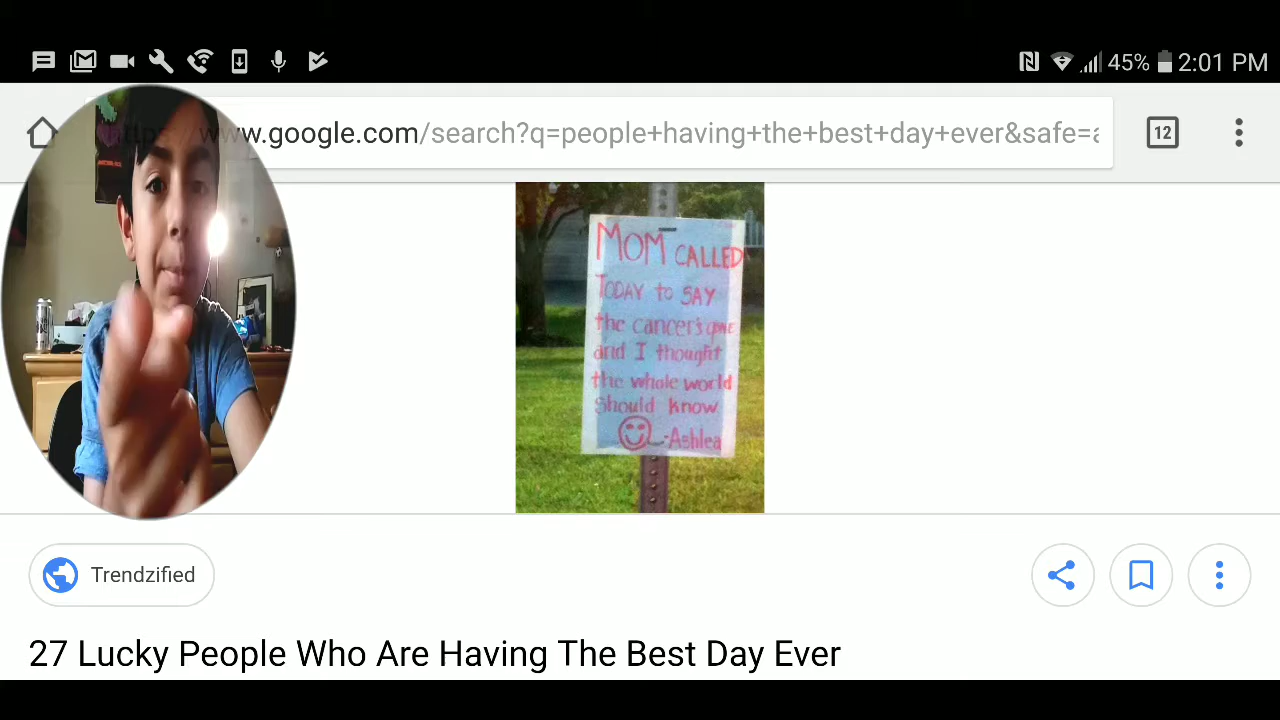 45% 2:01 PM
www.google.com/search?q=people+having+the+best+day+ever&safe=a
12
MOM CALLED
TODAY to SAY
the cancer's gone
and I thought
the whole world
should know
-Ashlea
Trendzified
27 Lucky People Who Are Having The Best Day Ever